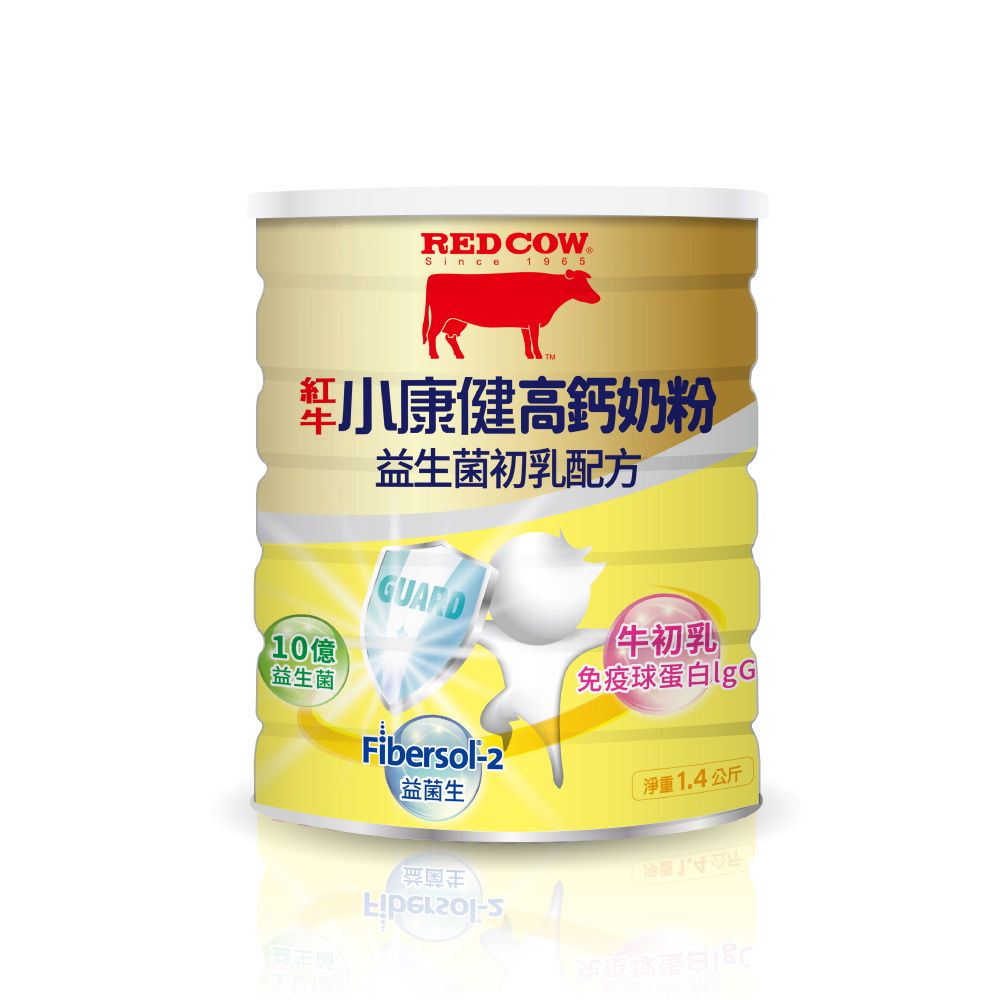 RED COW®
Since 1965
TM
紅牛小康健高鈣奶粉
益生菌初乳配方
GUARD
10億
益生菌
牛初乳
免疫球蛋白lgG
Fibersol®-2
益菌生
淨重1.4公斤